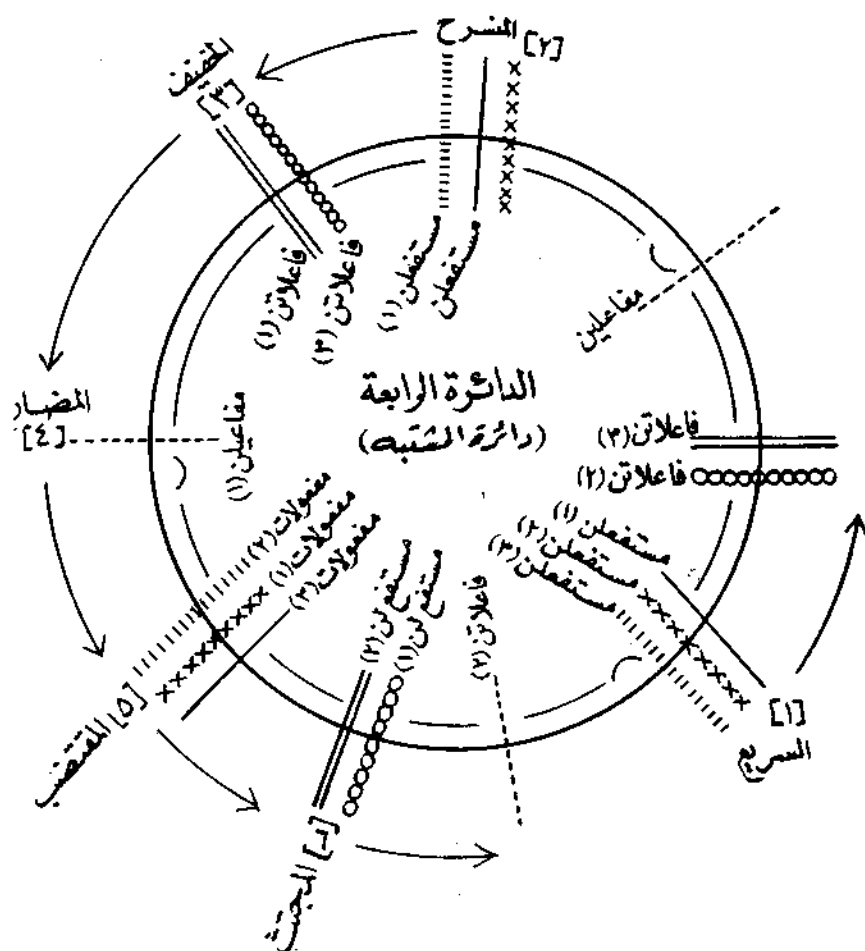 المنسرح
[٢]
الخفيف
[٣]
مستفعلن (١)
مستفعلن
فاعلاتن (١)
فاعلاتن (٣)
مفاعلين
الدائرة الرابعة
(دائرة المشتبه)
المضار
[٤]
مفاعيلن (١)
فاعلاتن (٣)
فاعلاتن (٢)
مستفعلن (١)
مستفعلن (٢)
مستفعلن (٣)
مفعولات (٢)
مفعولات (١)
مفعولات (٣)
مستفع لن (٢)
مستفع لن (١)
فاعلاتن (٢)
[١]
السريع
[٥] المقتضب
[٦] المجتث